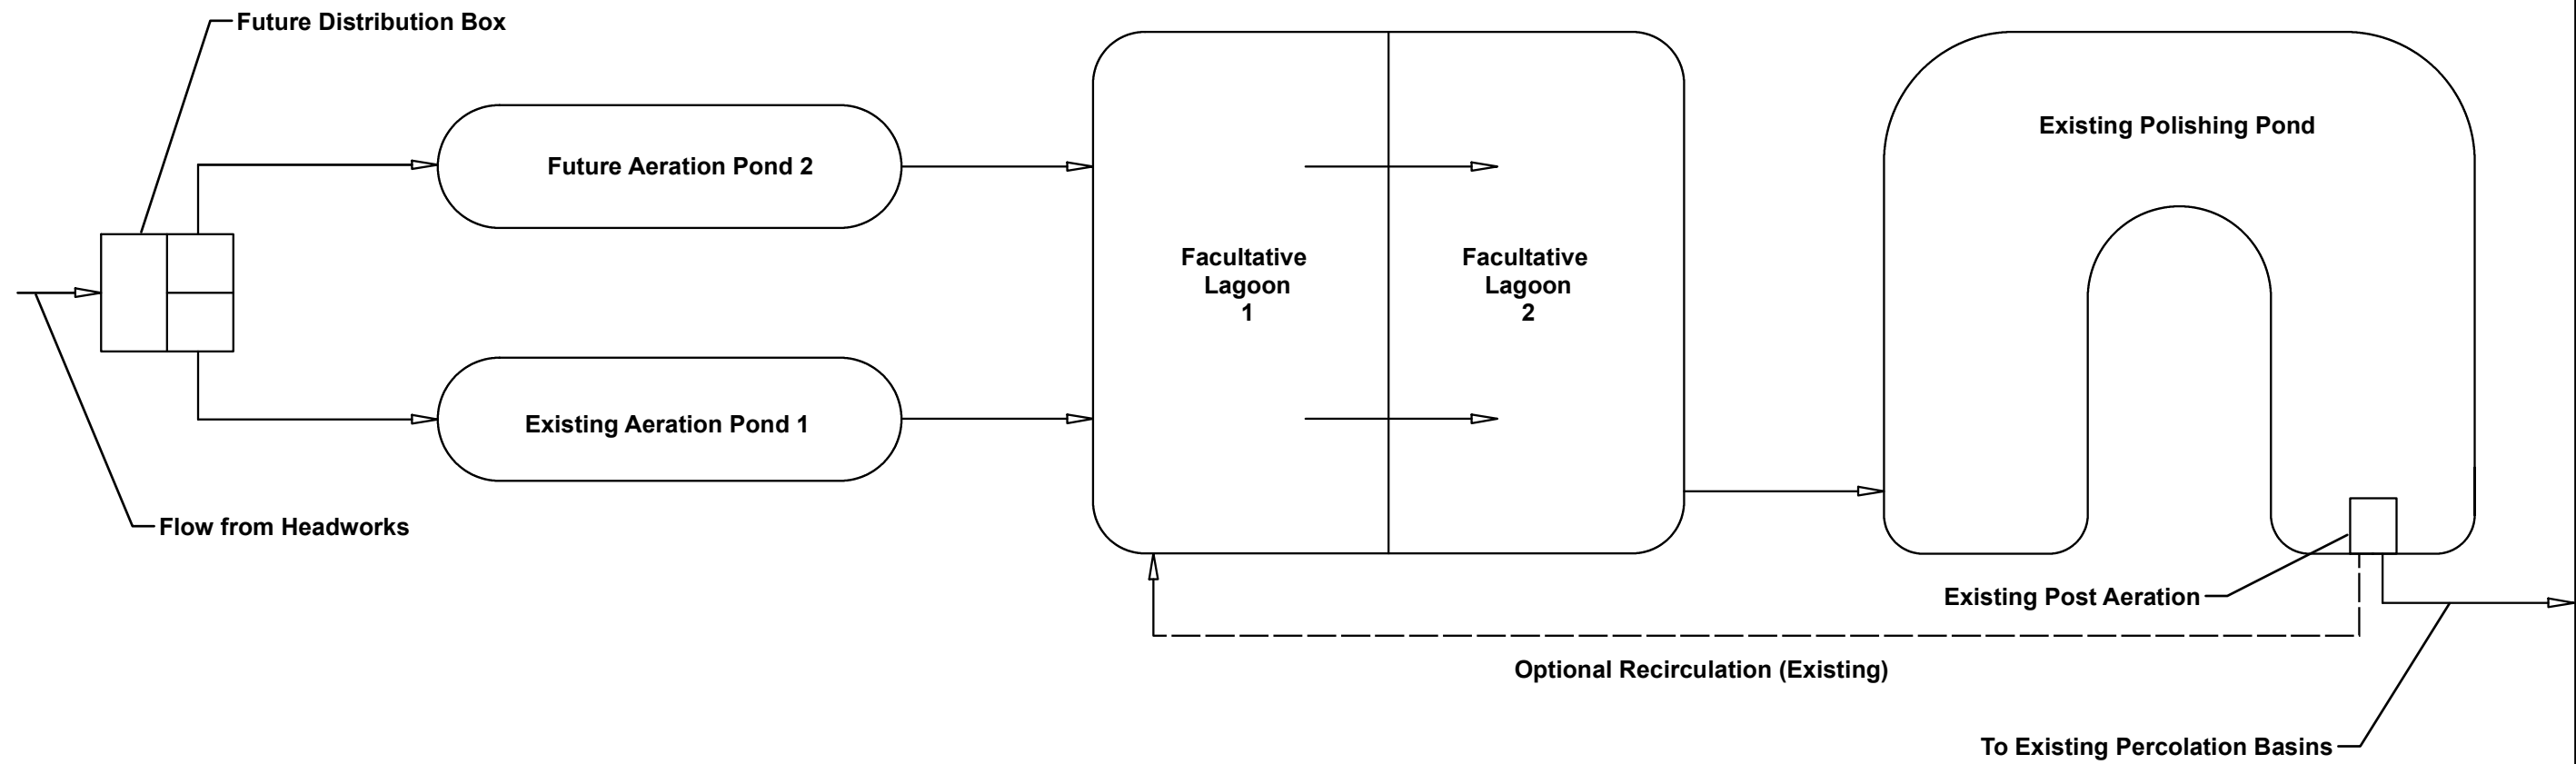 Future Distribution Box
Existing Polishing Pond
Future Aeration Pond 2
Facultative
Lagoon
1
Facultative
Lagoon
2
Existing Aeration Pond 1
Flow from Headworks
Existing Post Aeration
Optional Recirculation (Existing)
To Existing Percolation Basins